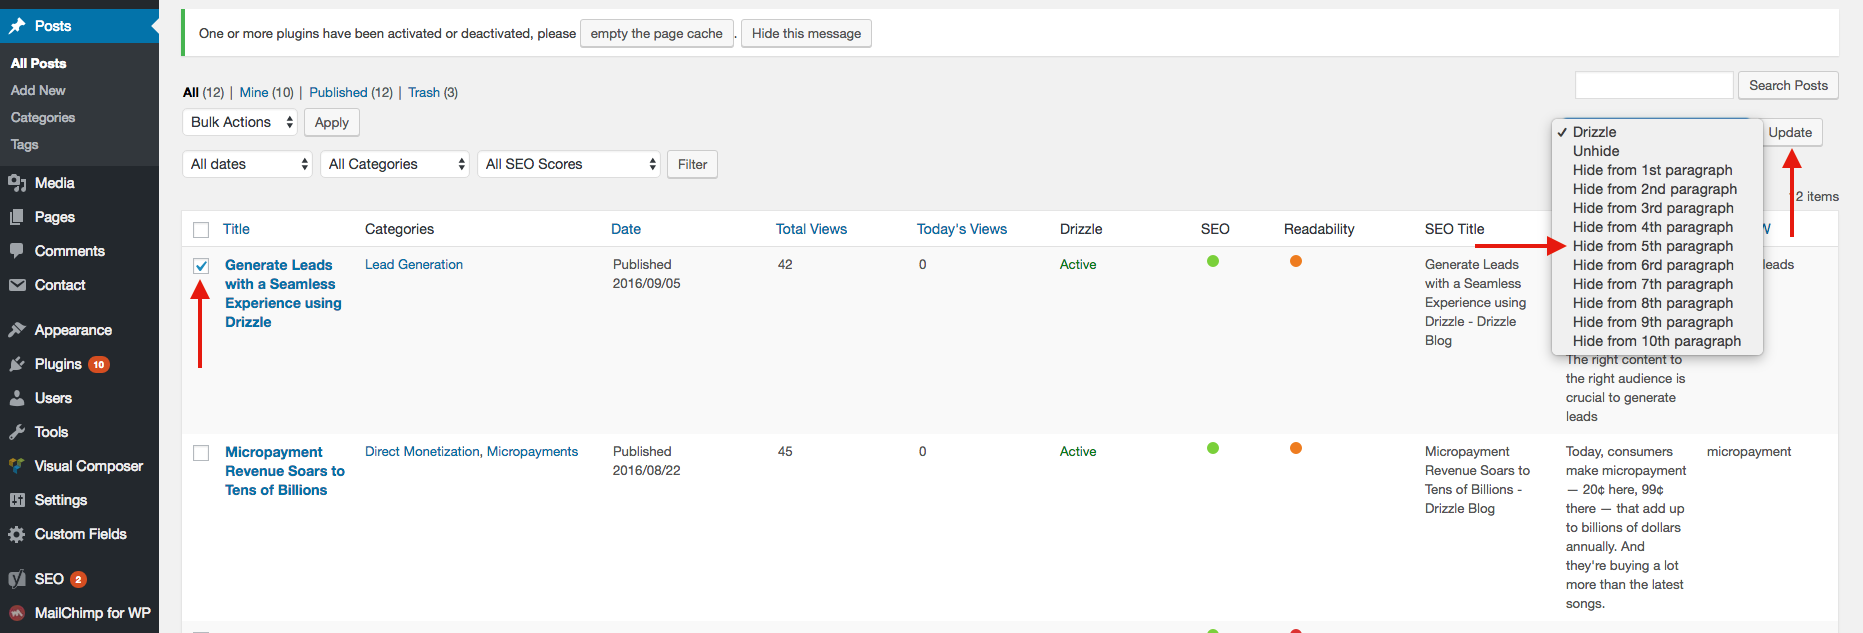 Posts
All Posts
Add New
Categories
Tags
Media
Pages
Comments
Contact
Appearance
Plugins 10
Users
Tools
Visual Composer
Settings
Custom Fields
SEO 2
MailChimp for WP
One or more plugins have been activated or deactivated, please empty the page cache . Hide this message
All (12) | Mine (10) | Published (12) | Trash (3)
Search Posts
Bulk Actions Apply
Update
All dates All Categories All SEO Scores Filter
✓ Drizzle
Unhide
Hide from 1st paragraph
Hide from 2nd paragraph
Hide from 3rd paragraph
Hide from 4th paragraph
Hide from 5th paragraph
Hide from 6rd paragraph
Hide from 7th paragraph
Hide from 8th paragraph
Hide from 9th paragraph
Hide from 10th paragraph
2 items
Title Categories Date Total Views Today's Views Drizzle SEO Readability SEO Title
Generate Leads
with a Seamless
Experience using
Drizzle
Lead Generation
Published
2016/09/05
42
0
Active
Generate Leads
with a Seamless
Experience using
Drizzle - Drizzle
Blog
The right content to
the right audience is
crucial to generate
leads
leads
Micropayment
Revenue Soars to
Tens of Billions
Direct Monetization, Micropayments
Published
2016/08/22
45
0
Active
Micropayment
Revenue Soars to
Tens of Billions -
Drizzle Blog
Today, consumers
make micropayment
— 20¢ here, 99¢
there — that add up
to billions of dollars
annually. And
they're buying a lot
more than the latest
songs.
micropayment